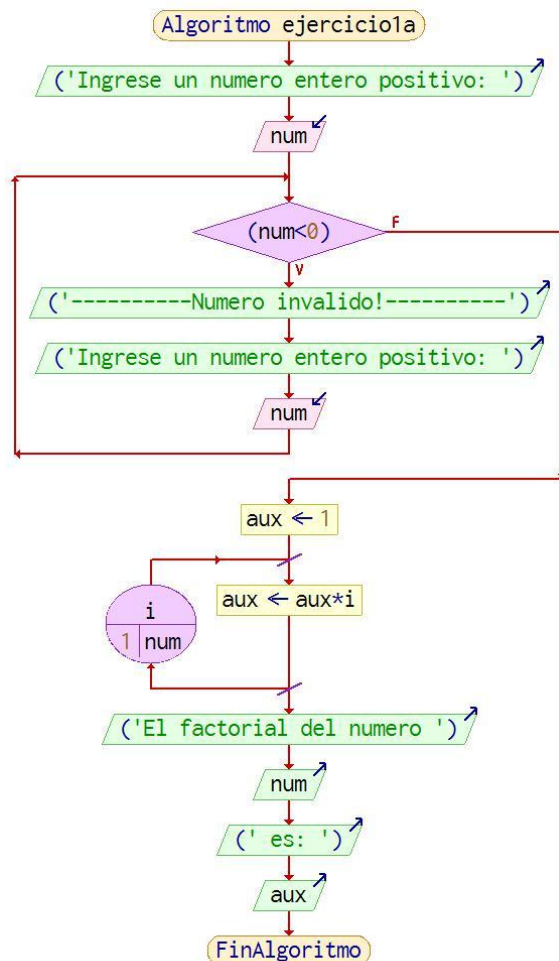 Algoritmo ejercicio1a
('Ingrese un numero entero positivo: ')
num
(num<0)
F
V
('----------Numero invalido!----------')
('Ingrese un numero entero positivo: ')
num
aux ← 1
aux ← aux*i
i
1 num
('El factorial del numero ')
num
(' es: ')
aux
FinAlgoritmo